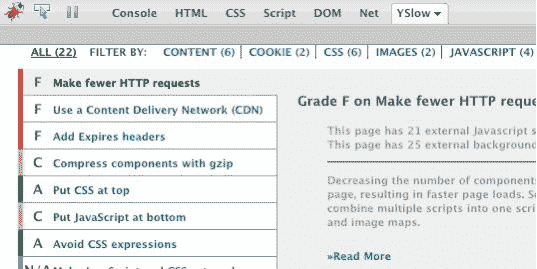 Console HTML CSS Script DOM Net YSlow
ALL (22) FILTER BY: CONTENT (6) COOKIE (2) CSS (6) IMAGES (2) JAVASCRIPT (4)
F Make fewer HTTP requests
F Use a Content Delivery Network (CDN)
F Add Expires headers
C Compress components with gzip
A Put CSS at top
C Put JavaScript at bottom
A Avoid CSS expressions
N/A
Grade F on Make fewer HTTP reque
This page has 21 external Javascript s
This page has 25 external background
Decreasing the number of components
page, resulting in faster page loads. S
combine multiple scripts into one scri
and image maps.
»Read More